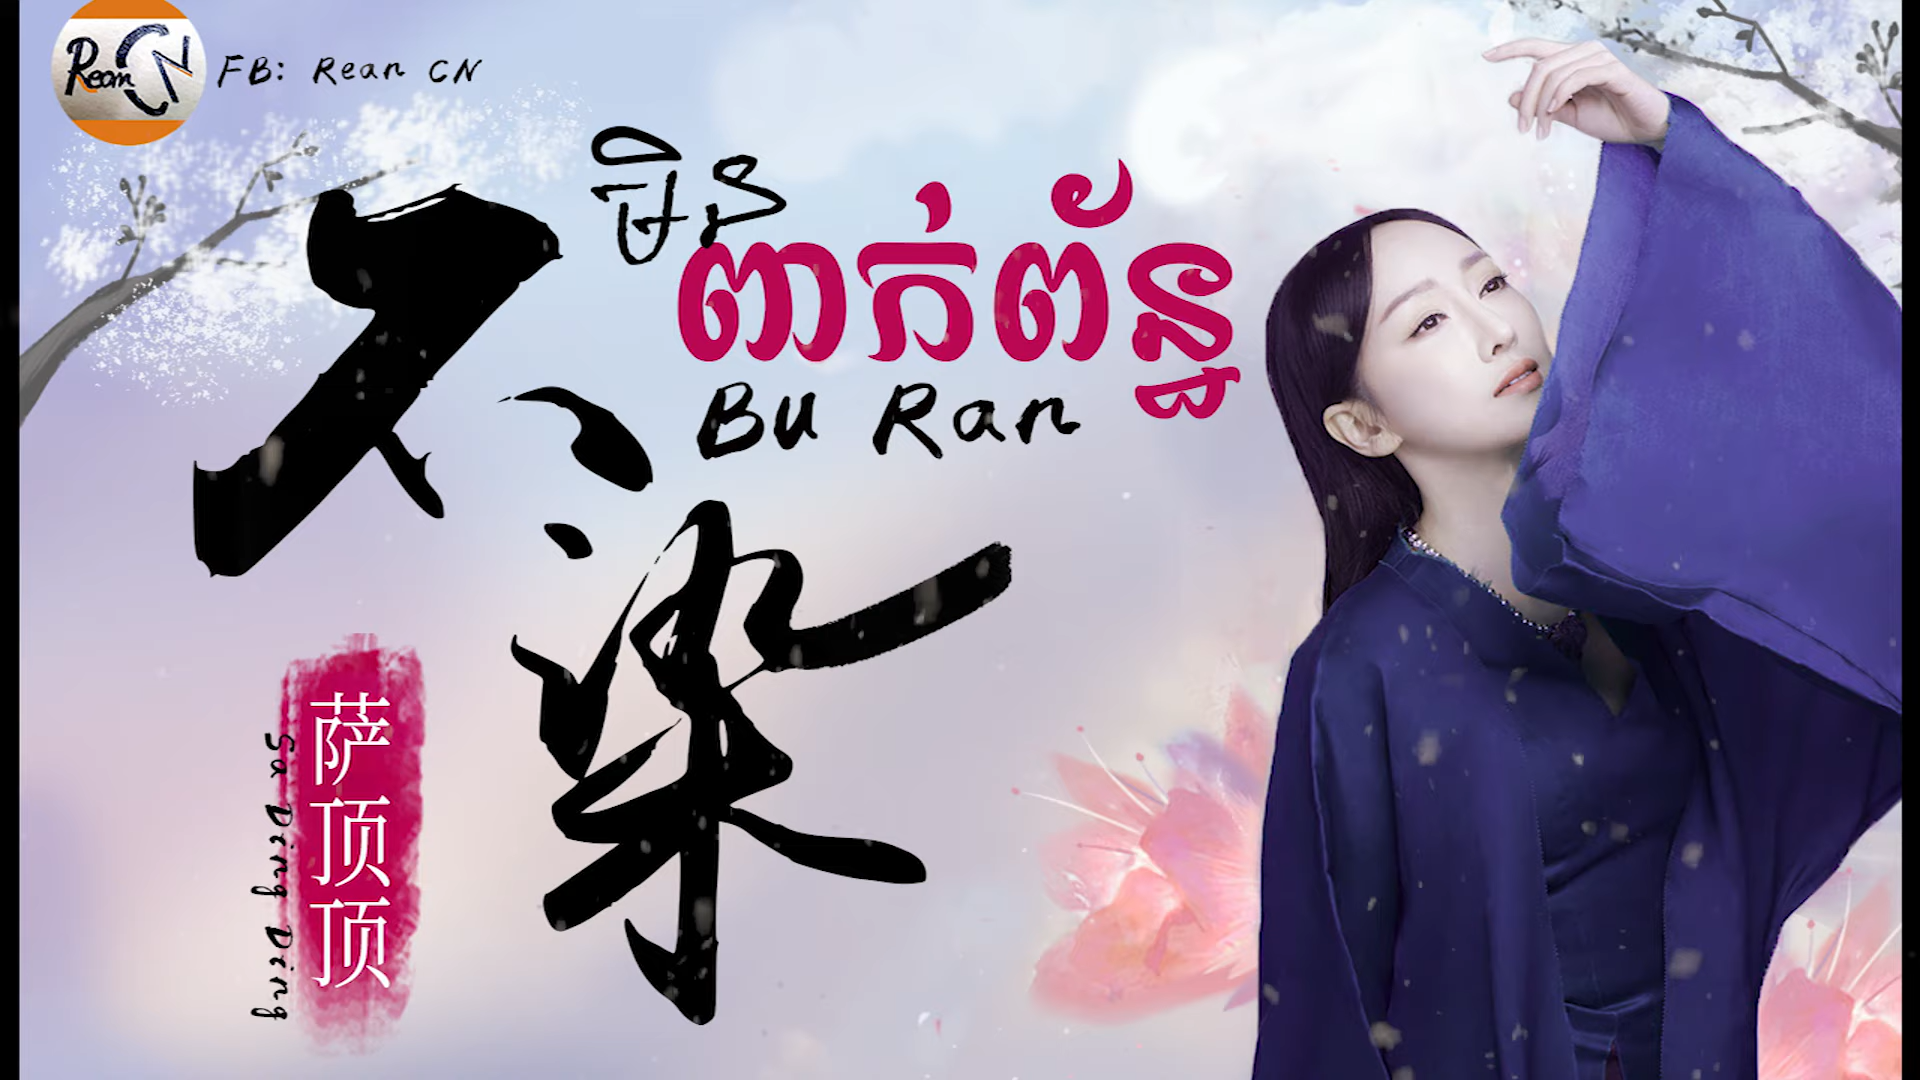 Rean CN
FB: Rean CN
មិន
ពាក់ព័ន្ធ
不染
Bu Ran
萨顶顶
Sa Ding Ding